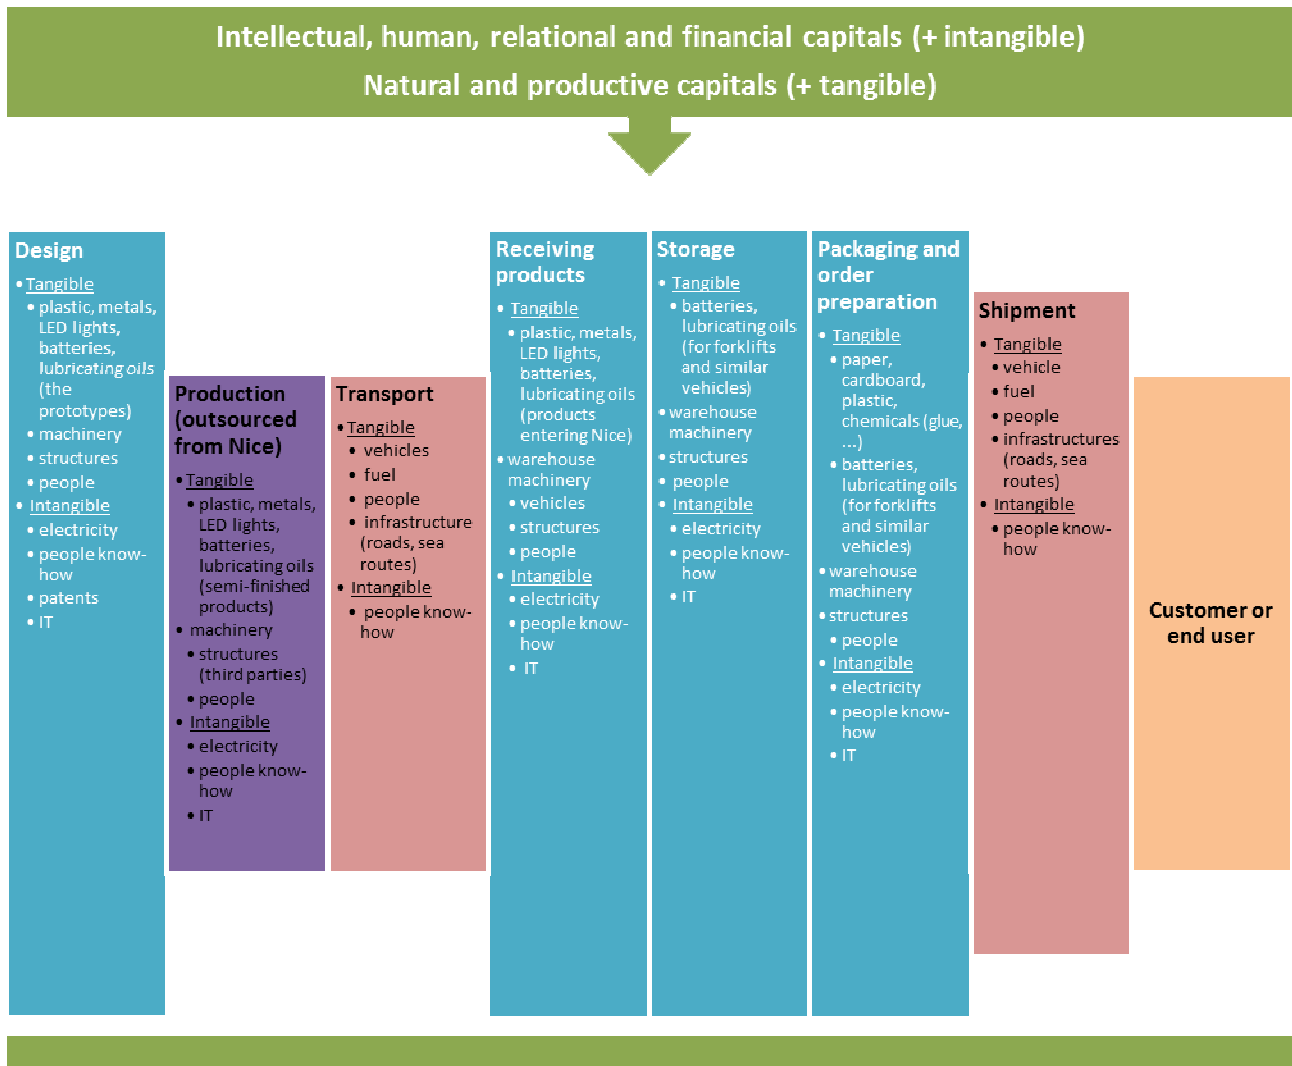 Intellectual, human, relational and financial capitals (+ intangible)
Natural and productive capitals (+ tangible)
Design
•Tangible
•plastic, metals,
LED lights,
batteries,
lubricating oils
(the
prototypes)
•machinery
•structures
•people
• Intangible
•electricity
•people know-
how
•patents
•IT
Production
(outsourced
from Nice)
•Tangible
•plastic, metals,
LED lights,
batteries,
lubricating oils
(semi-finished
products)
• machinery
•structures
(third parties)
•people
• Intangible
•electricity
•people know-
how
•IT
Transport
•Tangible
• vehicles
• fuel
• people
• infrastructure
(roads, sea
routes)
• Intangible
• people know-
how
Receiving
products
• Tangible
•plastic, metals,
LED lights,
batteries,
lubricating oils
(products
entering Nice)
•warehouse
machinery
•vehicles
•structures
•people
•Intangible
•electricity
•people know-
how
• IT
Storage
• Tangible
•batteries,
lubricating oils
(for forklifts
and similar
vehicles)
•warehouse
machinery
•structures
• people
•Intangible
•electricity
•people know-
how
•IT
Packaging and
order
preparation
•Tangible
•paper,
cardboard,
plastic,
chemicals (glue,
...)
•batteries,
lubricating oils
(for forklifts
and similar
vehicles)
•warehouse
machinery
•structures
•people
•Intangible
•electricity
•people know-
how
•IT
Shipment
• Tangible
•vehicle
•fuel
•people
•infrastructures
(roads, sea
routes)
•Intangible
•people know-
how
Customer or
end user